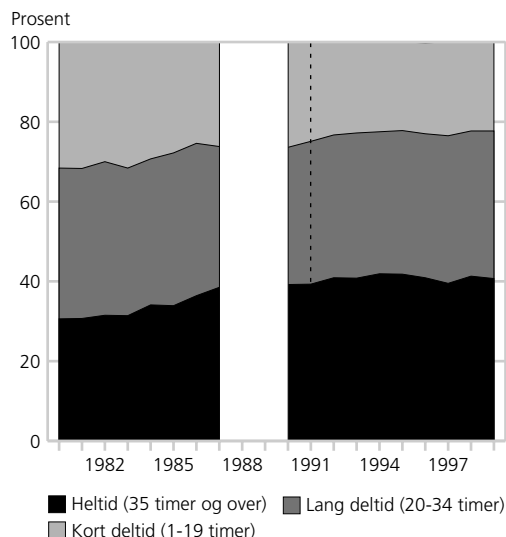 Prosent
100
80
60
40
20
0
1982 1985 1988 1991 1994 1997
Heltid (35 timer og over) Lang deltid (20-34 timer)
Kort deltid (1-19 timer)